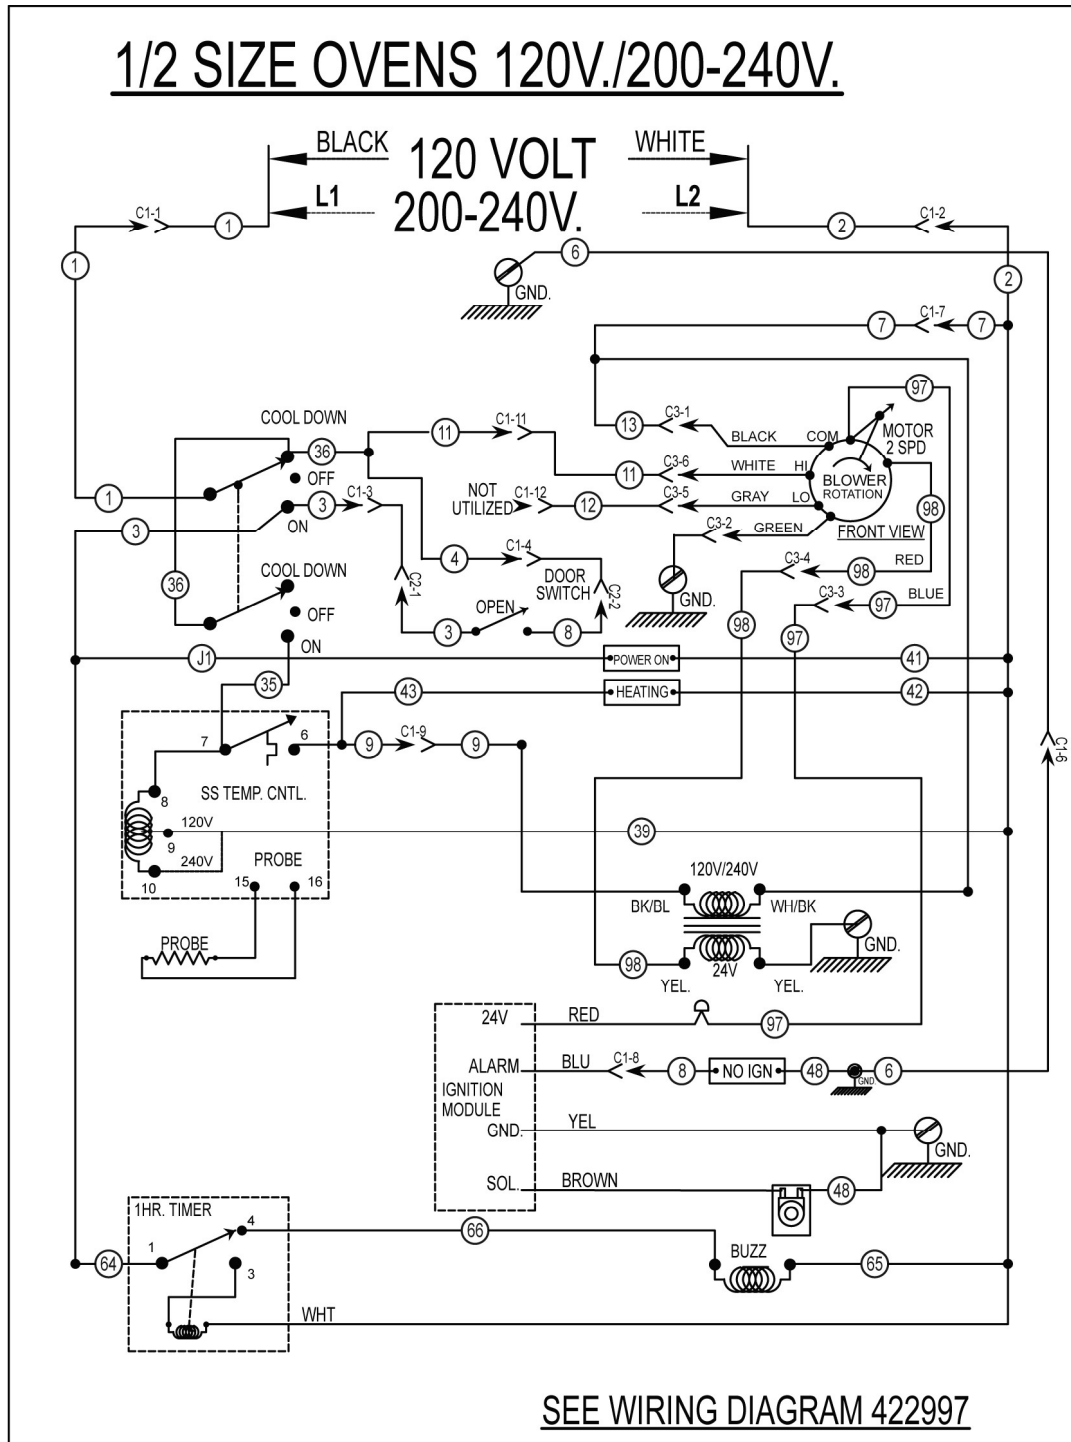 1/2 SIZE OVENS 120V./200-240V.
BLACK
120 VOLT
WHITE
L1
200-240V.
L2
C1-1
1
2
C1-2
1
6
2
GND.
7
C1-7
7
97
COOL DOWN
36
11
C1-11
13
C3-1
BLACK
COM
MOTOR
2 SPD
OFF
11
C3-6
WHITE
HI
BLOWER
ROTATION
1
3
C1-3
NOT
UTILIZED
C1-12
12
C3-5
GRAY
LO
98
3
ON
C3-2
GREEN
FRONT VIEW
4
C1-4
C3-4
98
RED
36
COOL DOWN
C2-1
DOOR
SWITCH
C2-2
GND.
C3-3
97
BLUE
OFF
OPEN
3
8
98
97
ON
J1
POWER ON
41
35
43
HEATING
42
7
6
9
C1-9
9
C1-6
8
SS TEMP. CNTL.
120V
9
39
240V
PROBE
10
15
16
120V/240V
BK/BL
WH/BK
PROBE
GND.
98
24V
YEL.
YEL.
24V
RED
97
ALARM
BLU
C1-8
8
NO IGN
48
6
GND.
IGNITION
MODULE
GND.
YEL
GND.
SOL.
BROWN
48
1HR. TIMER
4
66
BUZZ
64
1
3
65
WHT
SEE WIRING DIAGRAM 422997